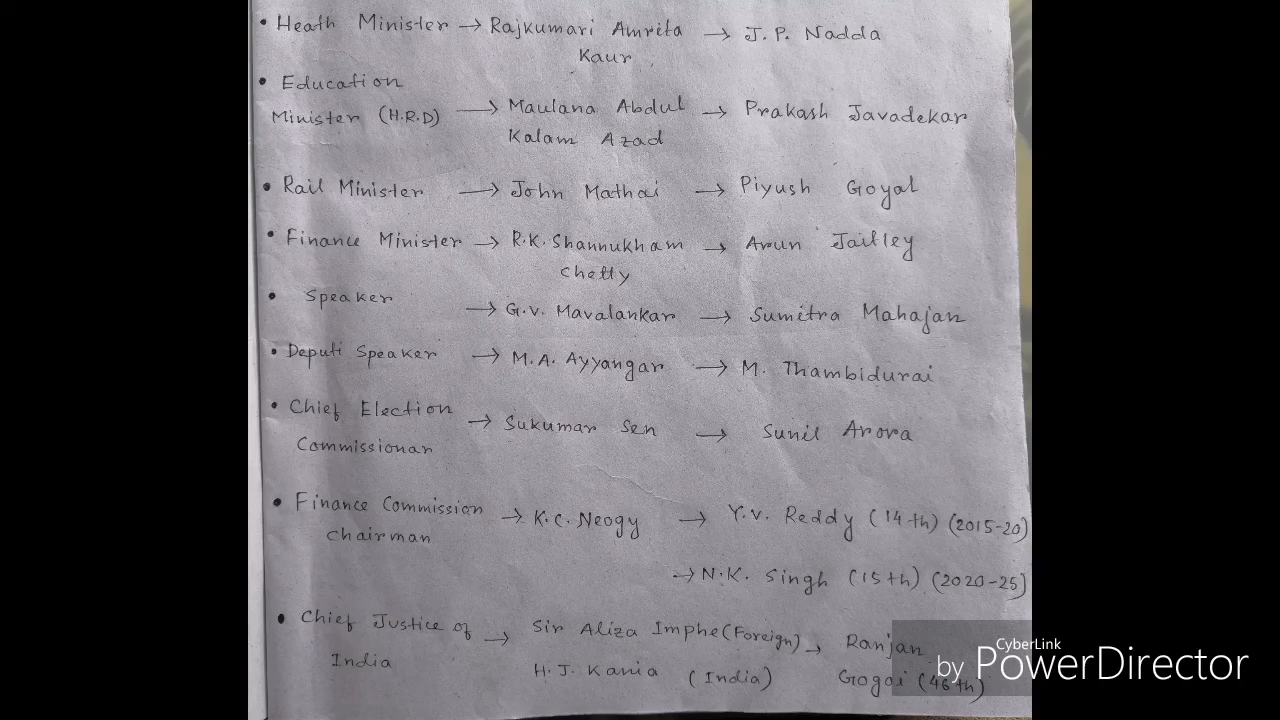 • Heath Minister → Rajkumari Amrita Kaur → J. P. Nadda
• Education Minister (H.R.D) → Maulana Abdul Kalam Azad → Prakash Javadekar
• Rail Minister → John Mathai → Piyush Goyal
• Finance Minister → R.K. Shannukham Chetty → Arun Jaitley
• Speaker → G.V. Mavalankar → Sumitra Mahajan
• Deputi Speaker → M.A. Ayyangar → M. Thambidurai
• Chief Election Commissionar → Sukumar Sen → Sunil Arora
• Finance Commission Chairman → K.C. Neogy → Y.V. Reddy (14th) (2015-20)
→ N.K. Singh (15th) (2020-25)
• Chief Justice of India → Sir Aliza Imphe (Foreign) → Ranjan
H.J. Kania (India) Gogoi (46th)
CyberLink
by PowerDirector